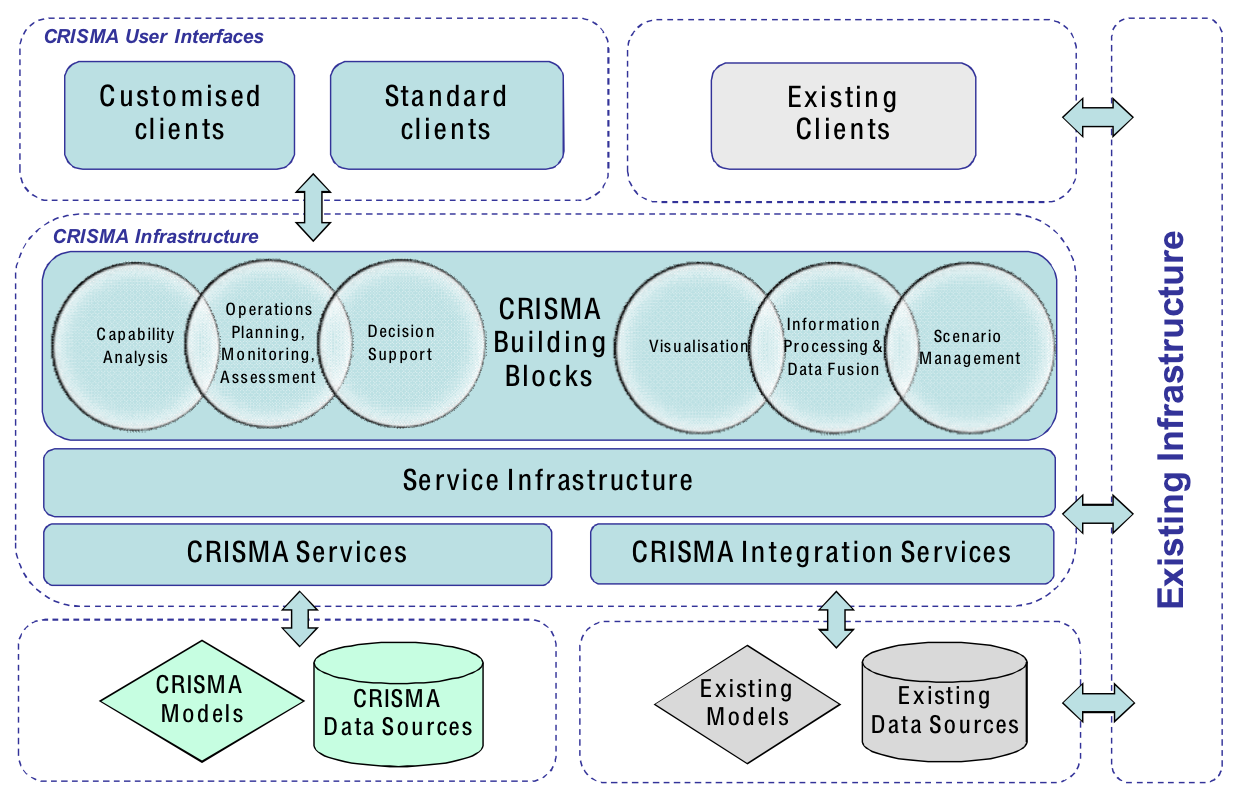 CRISMA User Interfaces
Customised
clients
Standard
clients
Existing
Clients
CRISMA Infrastructure
Capability
Analysis
Operations
Planning,
Monitoring,
Assessment
Decision
Support
CRISMA
Building
Blocks
Visualisation
Information
Processing &
Data Fusion
Scenario
Management
Service Infrastructure
CRISMA Services
CRISMA Integration Services
CRISMA
Models
CRISMA
Data Sources
Existing
Models
Existing
Data Sources
Existing Infrastructure